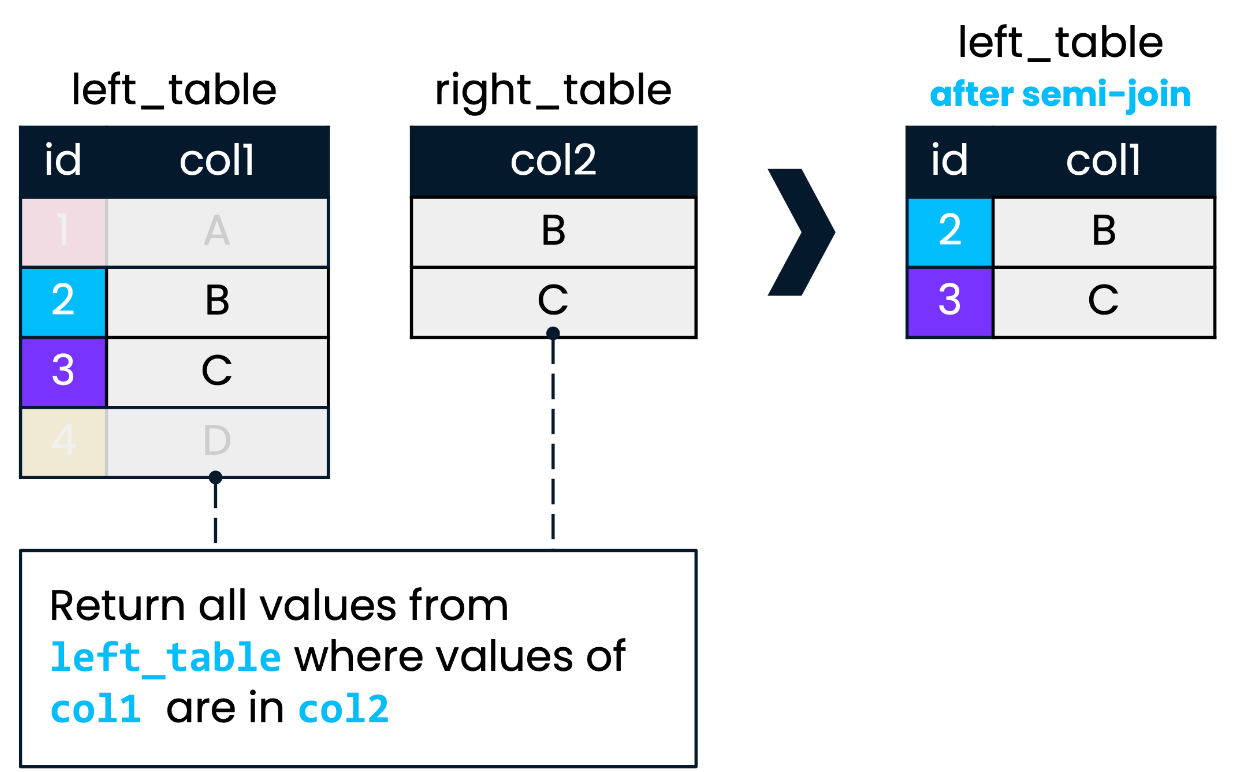 left_table
after semi-join
left_table
right_table
id col1
col2
id col1
1 A
B
2 B
2 B
C
3 C
3 C
4 D
Return all values from
left_table where values of
col1 are in col2